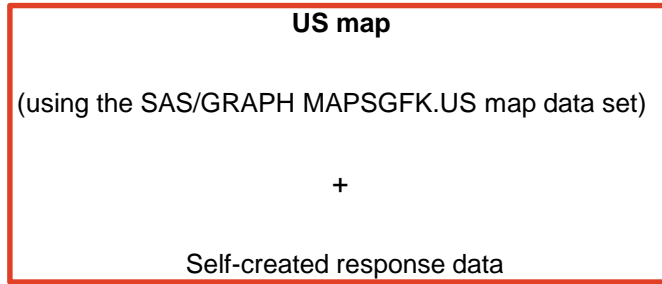 US map
(using the SAS/GRAPH MAPSGFK.US map data set)
+
Self-created response data